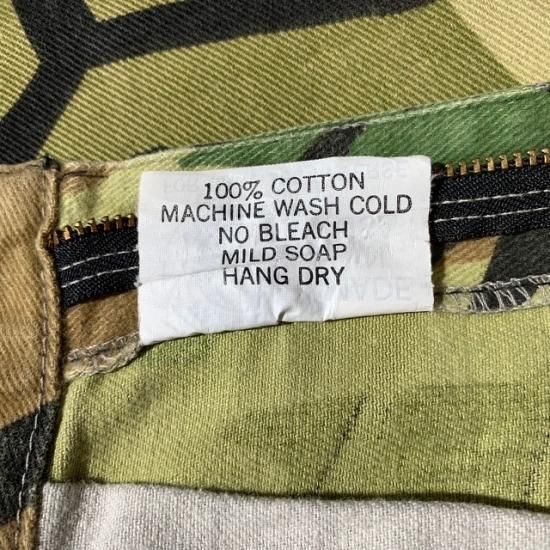 100% COTTON
MACHINE WASH COLD
NO BLEACH
MILD SOAP
HANG DRY